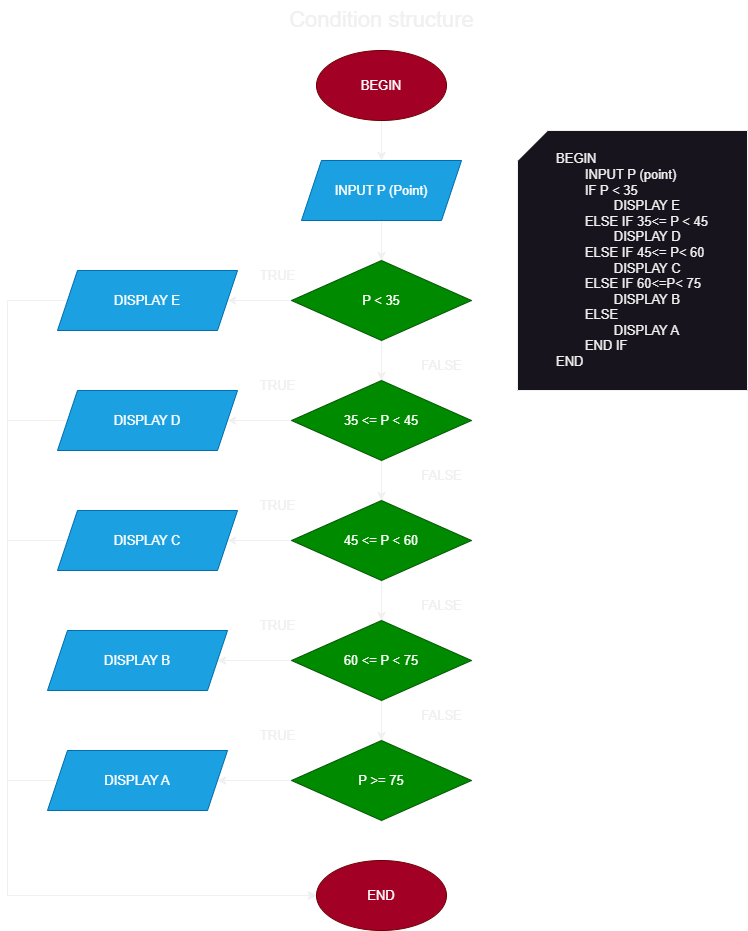 Condition structure
BEGIN
INPUT P (Point)
P < 35
TRUE
DISPLAY E
FALSE
35 <= P < 45
TRUE
DISPLAY D
FALSE
45 <= P < 60
TRUE
DISPLAY C
FALSE
60 <= P < 75
TRUE
DISPLAY B
FALSE
P >= 75
TRUE
DISPLAY A
END
BEGIN
INPUT P (point)
IF P < 35
DISPLAY E
ELSE IF 35<= P < 45
DISPLAY D
ELSE IF 45<= P< 60
DISPLAY C
ELSE IF 60<=P< 75
DISPLAY B
ELSE
DISPLAY A
END IF
END